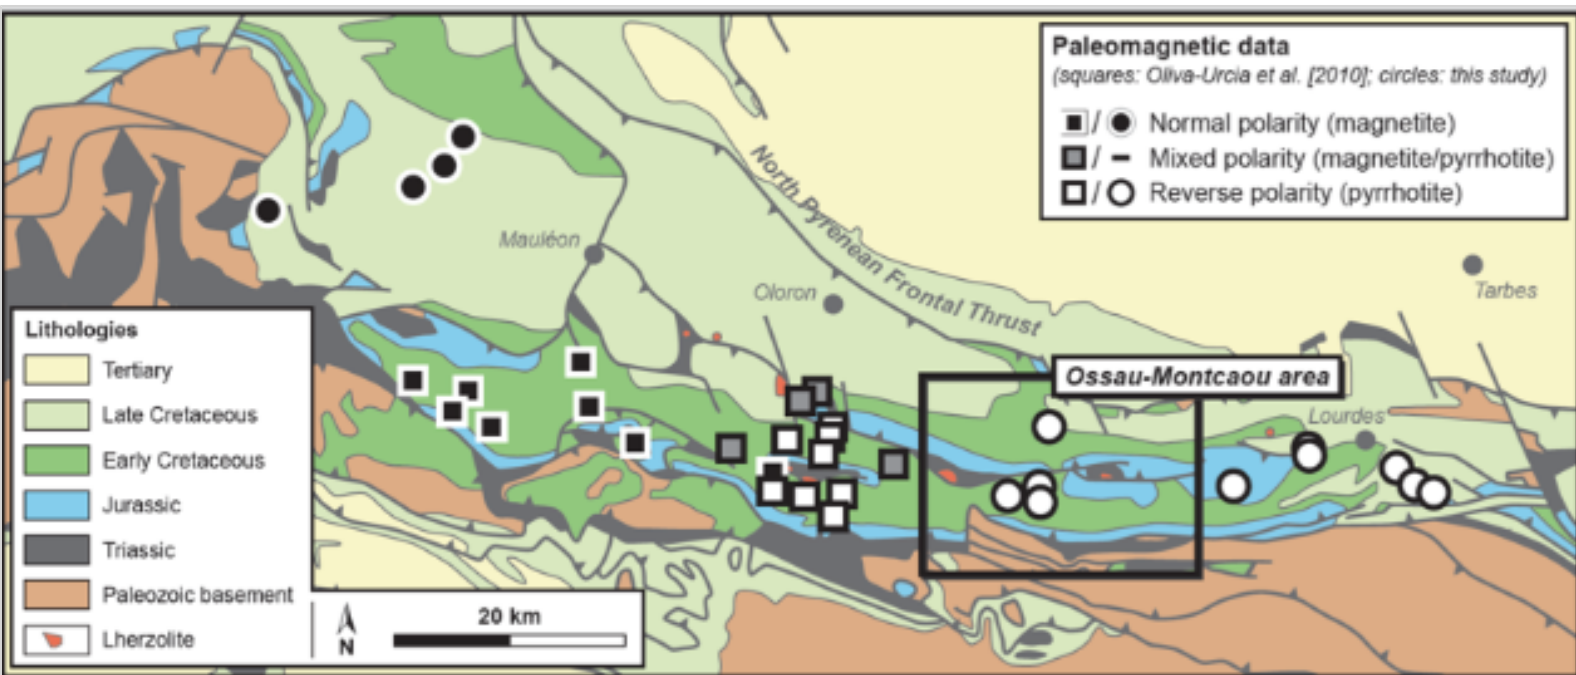 Paleomagnetic data
(squares: Oliva-Urcia et al. [2010]; circles: this study)
/ Normal polarity (magnetite)
/ Mixed polarity (magnetite/pyrrhotite)
/ Reverse polarity (pyrrhotite)
North Pyrenean Frontal Thrust
Mauléon
Oloron
Tarbes
Ossau-Montcaou area
Lourdes
Lithologies
Tertiary
Late Cretaceous
Early Cretaceous
Jurassic
Triassic
Paleozoic basement
Lherzolite
N
20 km